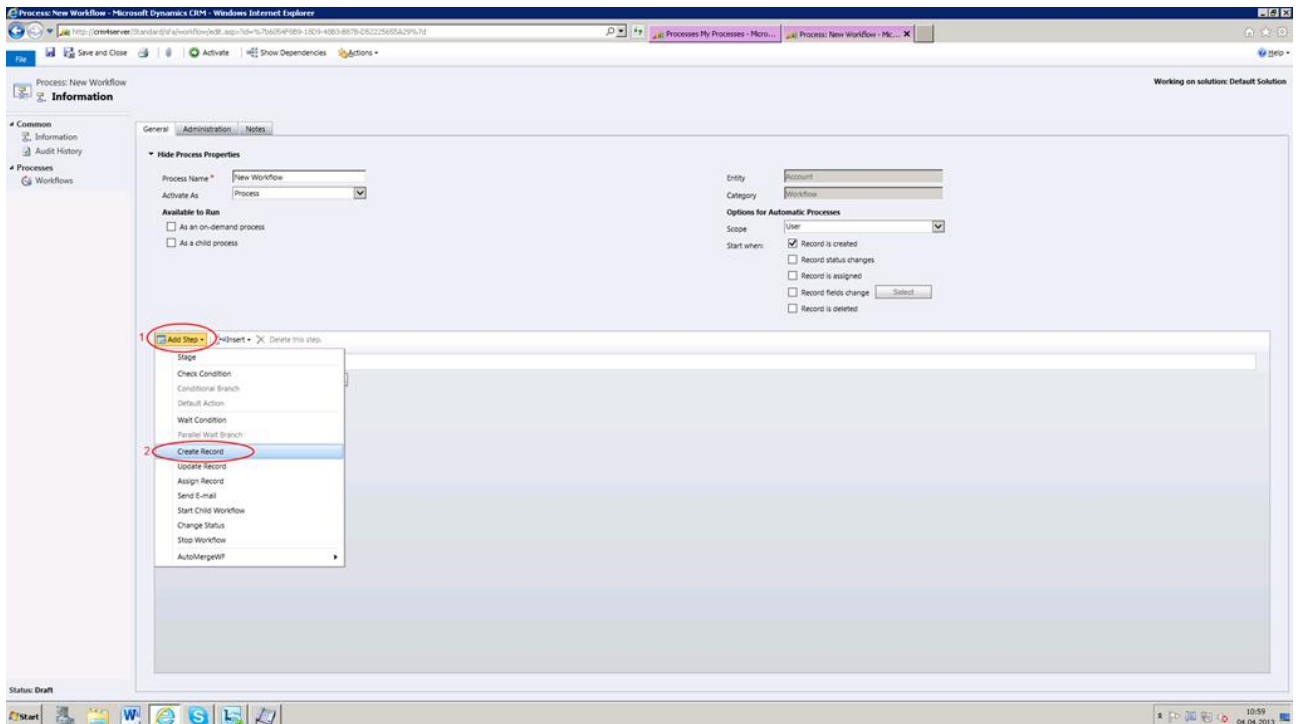 Process: New Workflow - Microsoft Dynamics CRM - Windows Internet Explorer
Processes My Processes - Micro... Process: New Workflow - Mic...
File Save and Close Activate Show Dependencies Actions Help
Process: New Workflow
Information
Working on solution: Default Solution
Common
Information
Audit History
Processes
Workflows
General Administration Notes
Hide Process Properties
Process Name * New Workflow
Activate As Process
Available to Run
As an on-demand process
As a child process
Entity Account
Category Workflow
Options for Automatic Processes
Scope User
Start when: Record is created
Record status changes
Record is assigned
Record fields change Select
Record is deleted
1 Add Step Insert Delete this step.
Stage
Check Condition
Conditional Branch
Default Action
Wait Condition
Parallel Wait Branch
2 Create Record
Update Record
Assign Record
Send E-mail
Start Child Workflow
Change Status
Stop Workflow
AutoMergeWF
Status: Draft
Start
10:59
04.04.2013